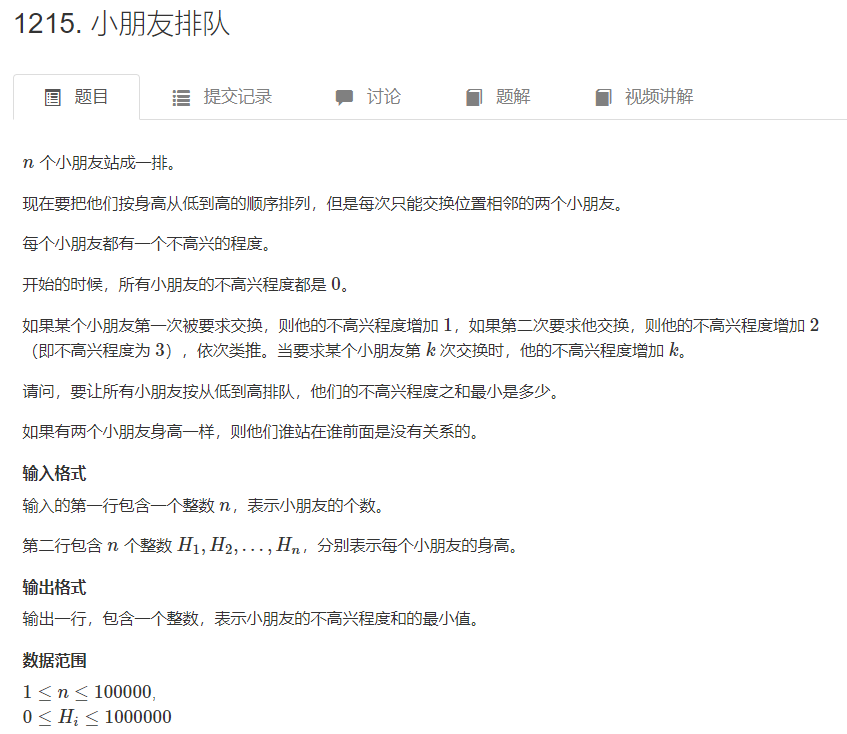 1215. 小朋友排队
题目 提交记录 讨论 题解 视频讲解
n 个小朋友站成一排。
现在要把他们按身高从低到高的顺序排列，但是每次只能交换位置相邻的两个小朋友。
每个小朋友都有一个不高兴的程度。
开始的时候，所有小朋友的不高兴程度都是 0。
如果某个小朋友第一次被要求交换，则他的不高兴程度增加 1，如果第二次要求他交换，则他的不高兴程度增加 2
（即不高兴程度为 3），依次类推。当要求某个小朋友第 k 次交换时，他的不高兴程度增加 k。
请问，要让所有小朋友按从低到高排队，他们的不高兴程度之和最小是多少。
如果有两个小朋友身高一样，则他们谁站在谁前面是没有关系的。
输入格式
输入的第一行包含一个整数 n，表示小朋友的个数。
第二行包含 n 个整数 H₁, H₂, …, Hₙ，分别表示每个小朋友的身高。
输出格式
输出一行，包含一个整数，表示小朋友的不高兴程度和的最小值。
数据范围
1 ≤ n ≤ 100000,
0 ≤ Hᵢ ≤ 1000000